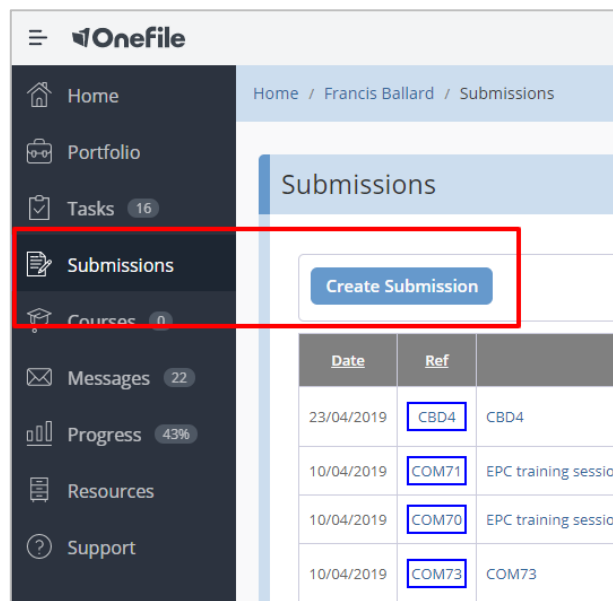 Onefile
Home
Portfolio
Tasks 16
Submissions
Courses 0
Messages 22
Progress 43%
Resources
Support
Home / Francis Ballard / Submissions
Submissions
Create Submission
Date Ref
23/04/2019 CBD4 CBD4
10/04/2019 COM71 EPC training sessio
10/04/2019 COM70 EPC training sessio
10/04/2019 COM73 COM73